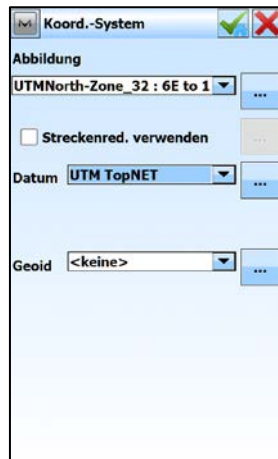 Koord.-System
Abbildung
UTMNorth-Zone_32 : 6E to 1
...
Streckenred. verwenden
...
Datum UTM TopNET
...
Geoid <keine>
...